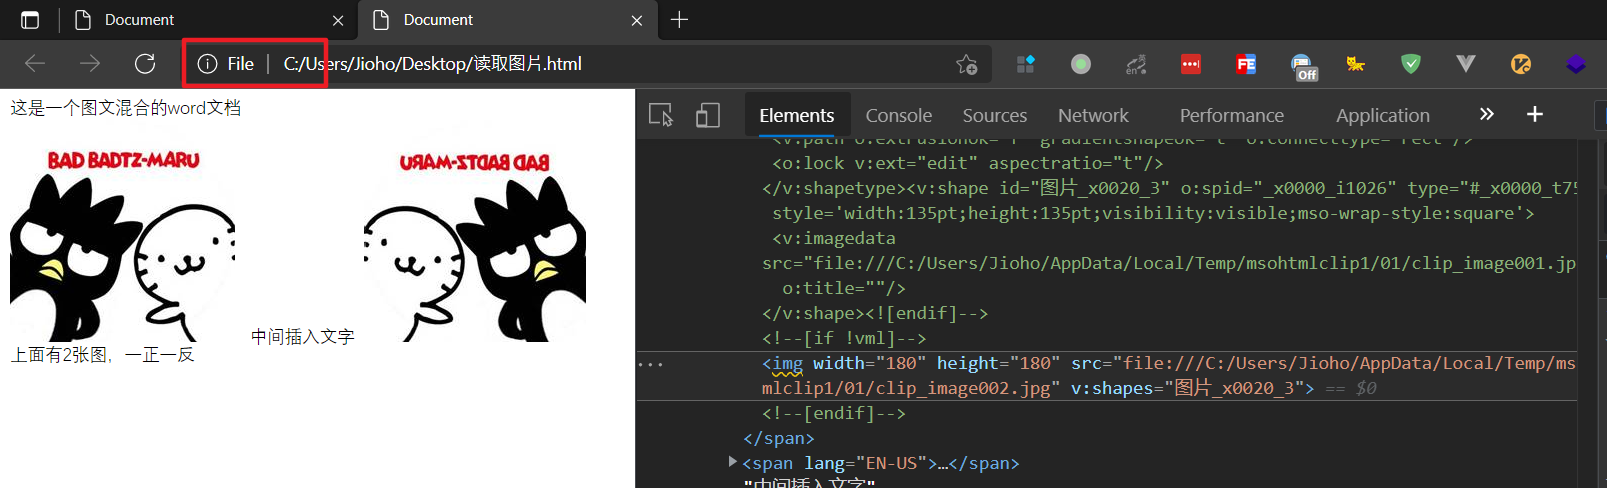 Document
Document
File
C:/Users/Jioho/Desktop/读取图片.html
英
en
FE
Off
这是一个图文混合的word文档
BAD BADTZ-MARU
BAD BADTZ-MARU
中间插入文字
上面有2张图，一正一反
Elements
Console
Sources
Network
Performance
Application
<o:lock v:ext="edit" aspectratio="t"/>
</v:shapetype><v:shape id="图片_x0020_3" o:spid="_x0000_i1026" type="#_x0000_t75
style='width:135pt;height:135pt;visibility:visible;mso-wrap-style:square'>
<v:imagedata
src="file:///C:/Users/Jioho/AppData/Local/Temp/msohtmlclip1/01/clip_image001.jp
o:title=""/>
</v:shape><![endif]-->
<!--[if !vml]-->
<img width="180" height="180" src="file:///C:/Users/Jioho/AppData/Local/Temp/ms
mlclip1/01/clip_image002.jpg" v:shapes="图片_x0020_3"> == $0
<!--[endif]-->
</span>
<span lang="EN-US">…</span>
"中间插入文字"